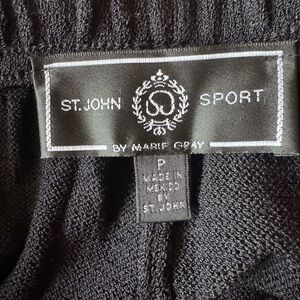 ST. JOHN SPORT
BY MARIE GRAY
P
MADE IN
MEXICO
BY
ST. JOHN